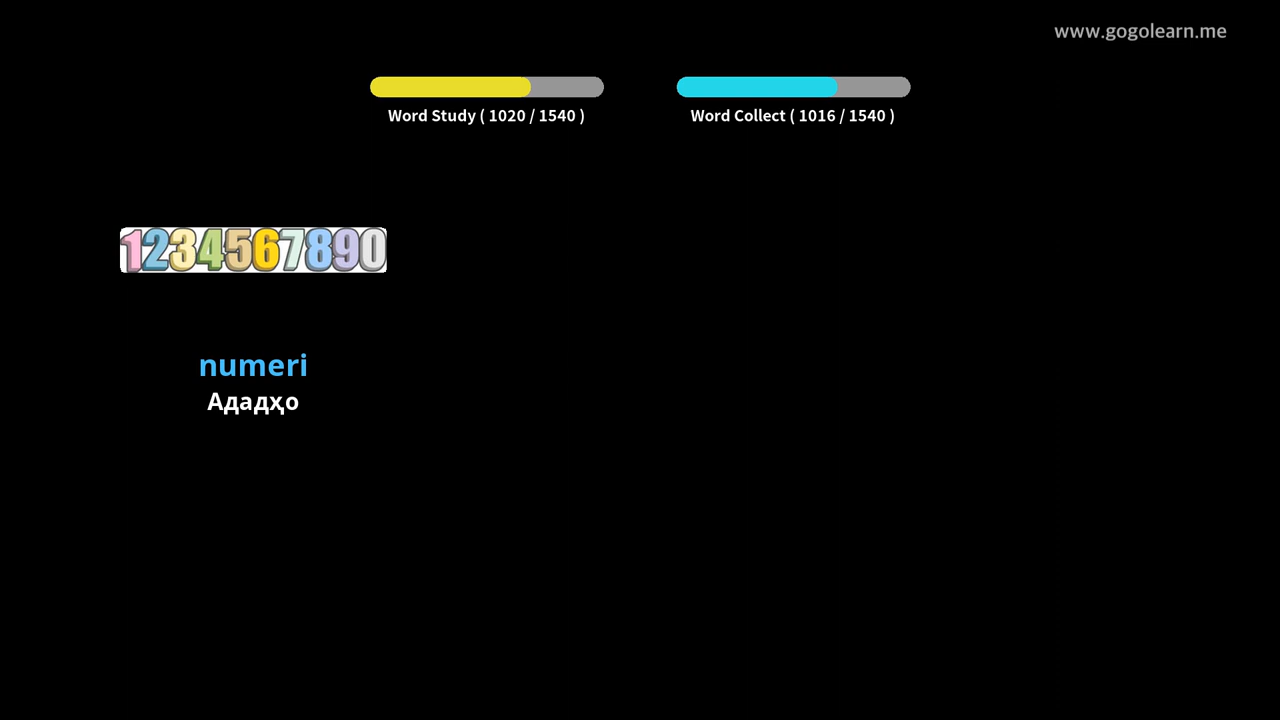 www.gogolearn.me
Word Study ( 1020 / 1540 )
Word Collect ( 1016 / 1540 )
1234567890
numeri
Ададҳо